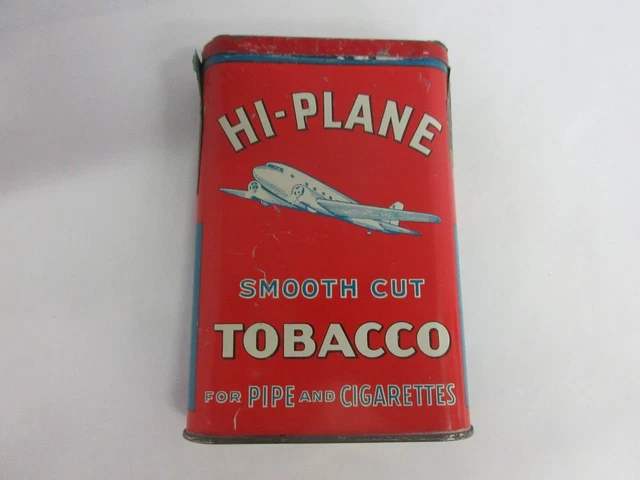 HI-PLANE
SMOOTH CUT
TOBACCO
FOR PIPE AND CIGARETTES